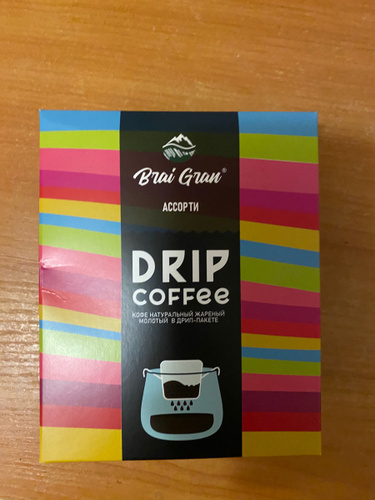 Brai Gran®
АССОРТИ
DRIP
COFFEE
КОФЕ НАТУРАЛЬНЫЙ ЖАРЕНЫЙ
МОЛОТЫЙ В ДРИП-ПАКЕТЕ